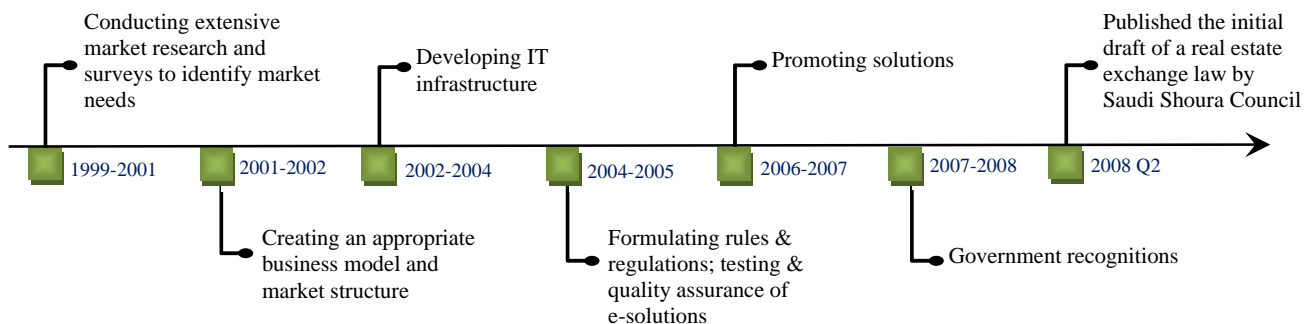 Conducting extensive
market research and
surveys to identify market
needs
Developing IT
infrastructure
Promoting solutions
Published the initial
draft of a real estate
exchange law by
Saudi Shoura Council
1999-2001
2001-2002
2002-2004
2004-2005
2006-2007
2007-2008
2008 Q2
Creating an appropriate
business model and
market structure
Formulating rules &
regulations; testing &
quality assurance of
e-solutions
Government recognitions